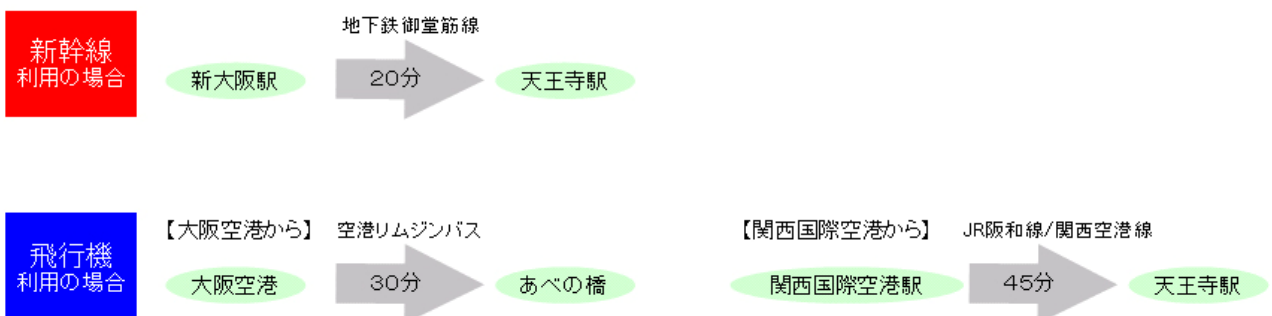 新幹線
利用の場合
地下鉄御堂筋線
新大阪駅 20分 天王寺駅
飛行機
利用の場合
【大阪空港から】 空港リムジンバス
大阪空港 30分 あべの橋
【関西国際空港から】 JR阪和線/関西空港線
関西国際空港駅 45分 天王寺駅